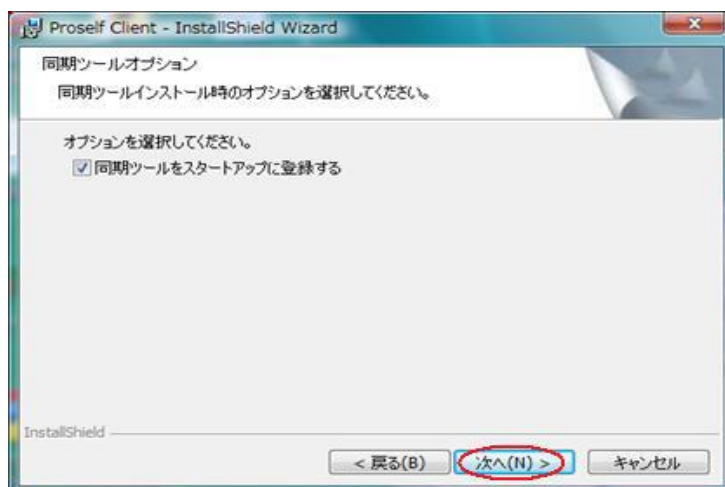 Proself Client - InstallShield Wizard
同期ツールオプション
同期ツールインストール時のオプションを選択してください。
オプションを選択してください。
同期ツールをスタートアップに登録する
InstallShield
< 戻る(B)
次へ(N) >
キャンセル